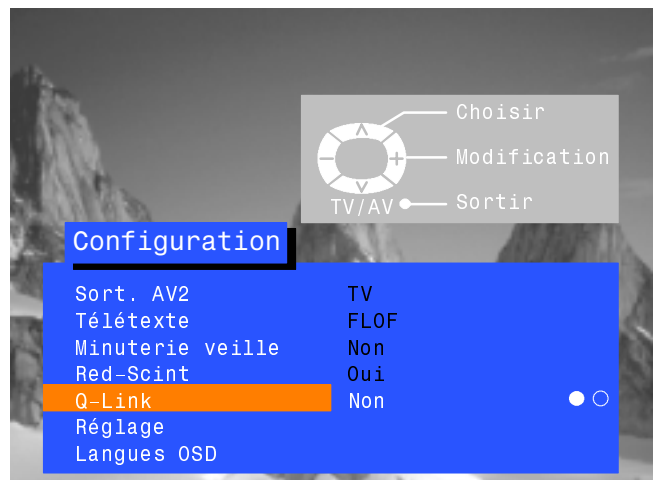 Choisir
Modification
TV/AV Sortir
Configuration
Sort. AV2 TV
Télétexte FLOF
Minuterie veille Non
Red-Scint Oui
Q-Link Non
Réglage
Langues OSD